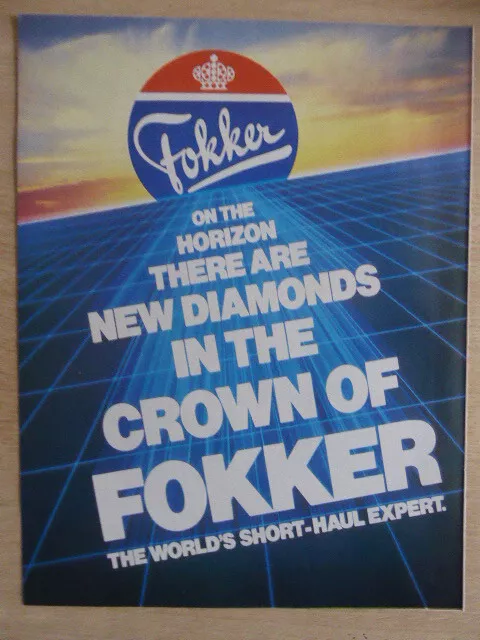 Fokker
ON THE
HORIZON
THERE ARE
NEW DIAMONDS
IN THE
CROWN OF
FOKKER
THE WORLD'S SHORT-HAUL EXPERT.